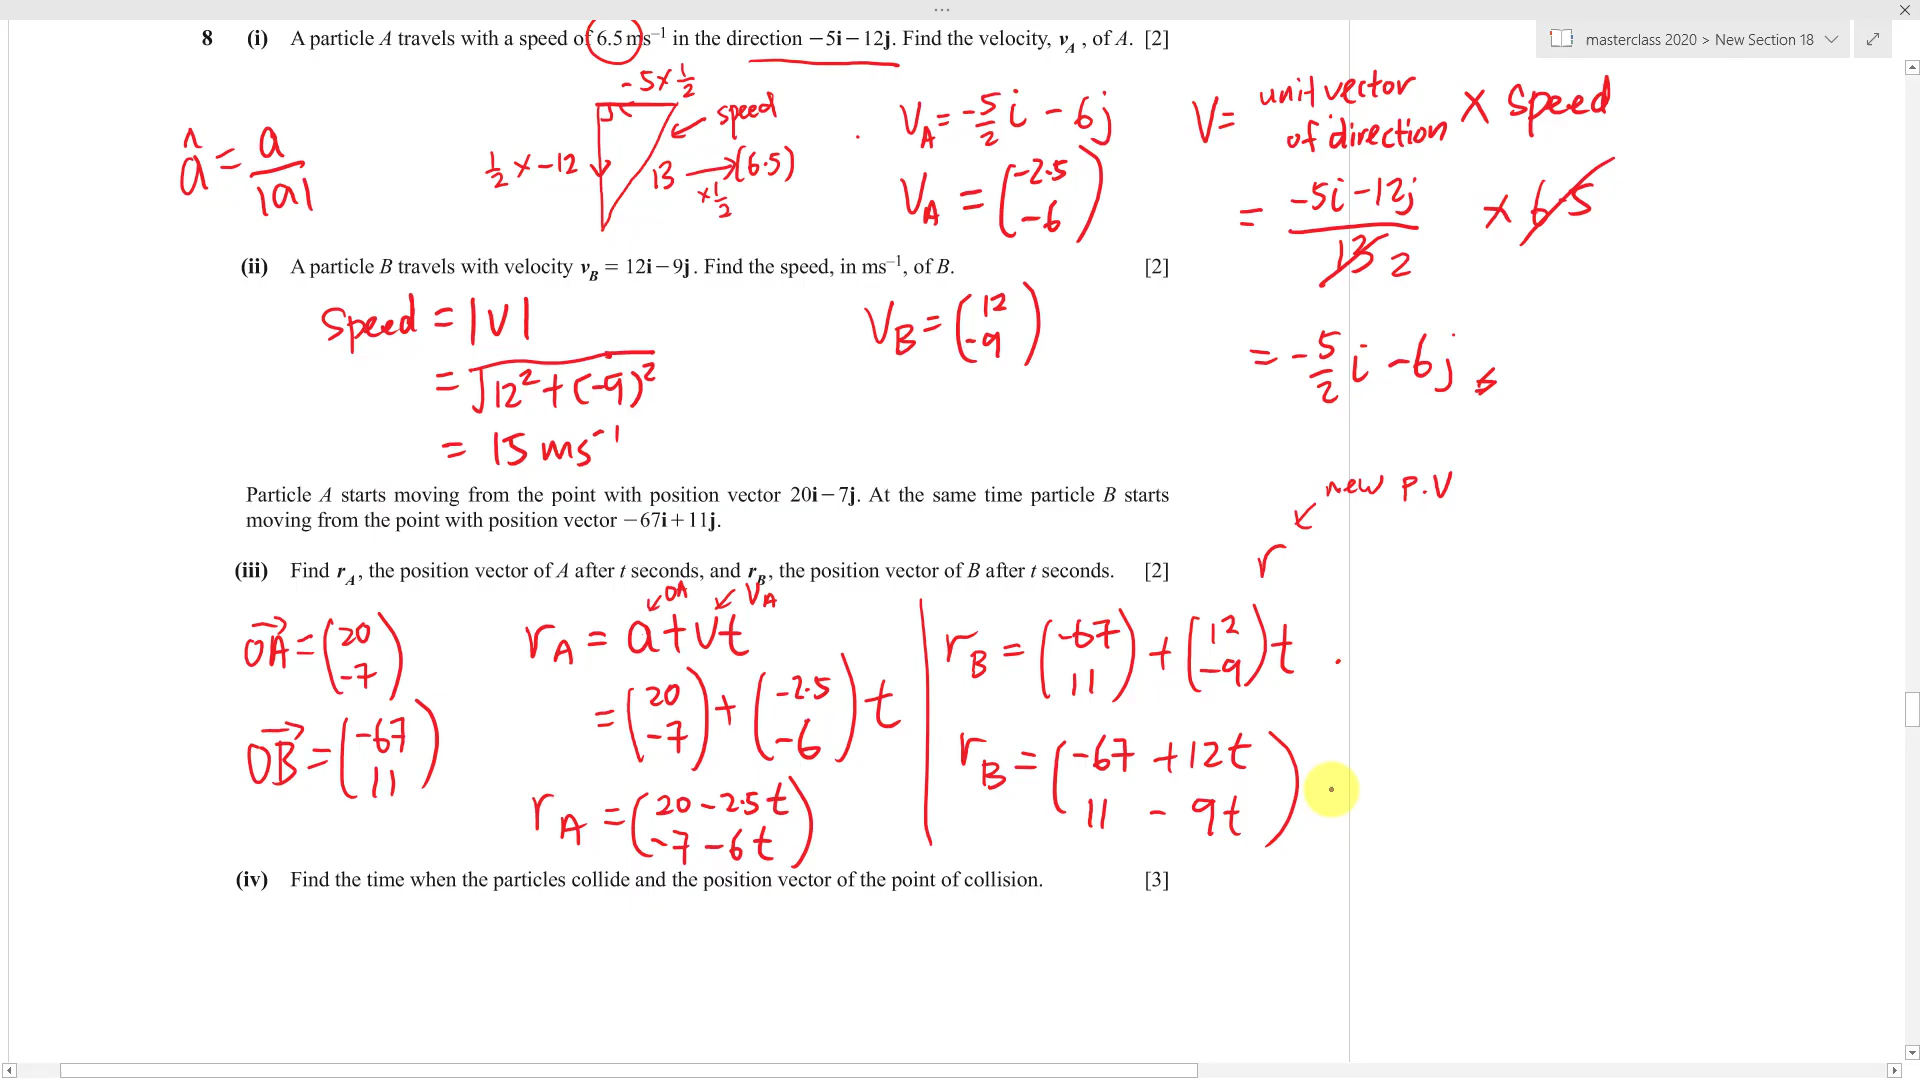 masterclass 2020 > New Section 18
8 (i) A particle A travels with a speed of 6.5 ms⁻¹ in the direction −5i − 12j. Find the velocity, v_A , of A. [2]
â = a / |a|
-5 × 1/2
speed
1/2 × -12
13 → (6.5)
× 1/2
V_A = -5/2 i - 6j
V_A = (-2.5, -6)
V = unit vector of direction × speed
= (-5i - 12j) / 13 2 × 6.5
= -5/2 i - 6j
(ii) A particle B travels with velocity v_B = 12i − 9j . Find the speed, in ms⁻¹, of B. [2]
Speed = |V|
= √(12² + (-9)²)
= 15 ms⁻¹
V_B = (12, -9)
Particle A starts moving from the point with position vector 20i − 7j. At the same time particle B starts
moving from the point with position vector −67i + 11j.
new P.V
r
(iii) Find r_A , the position vector of A after t seconds, and r_B, the position vector of B after t seconds. [2]
OA V_A
OA = (20, -7)
OB = (-67, 11)
r_A = a + vt
= (20, -7) + (-2.5, -6) t
r_A = (20 - 2.5t, -7 - 6t)
r_B = (-67, 11) + (12, -9) t .
r_B = (-67 + 12t, 11 - 9t)
(iv) Find the time when the particles collide and the position vector of the point of collision. [3]